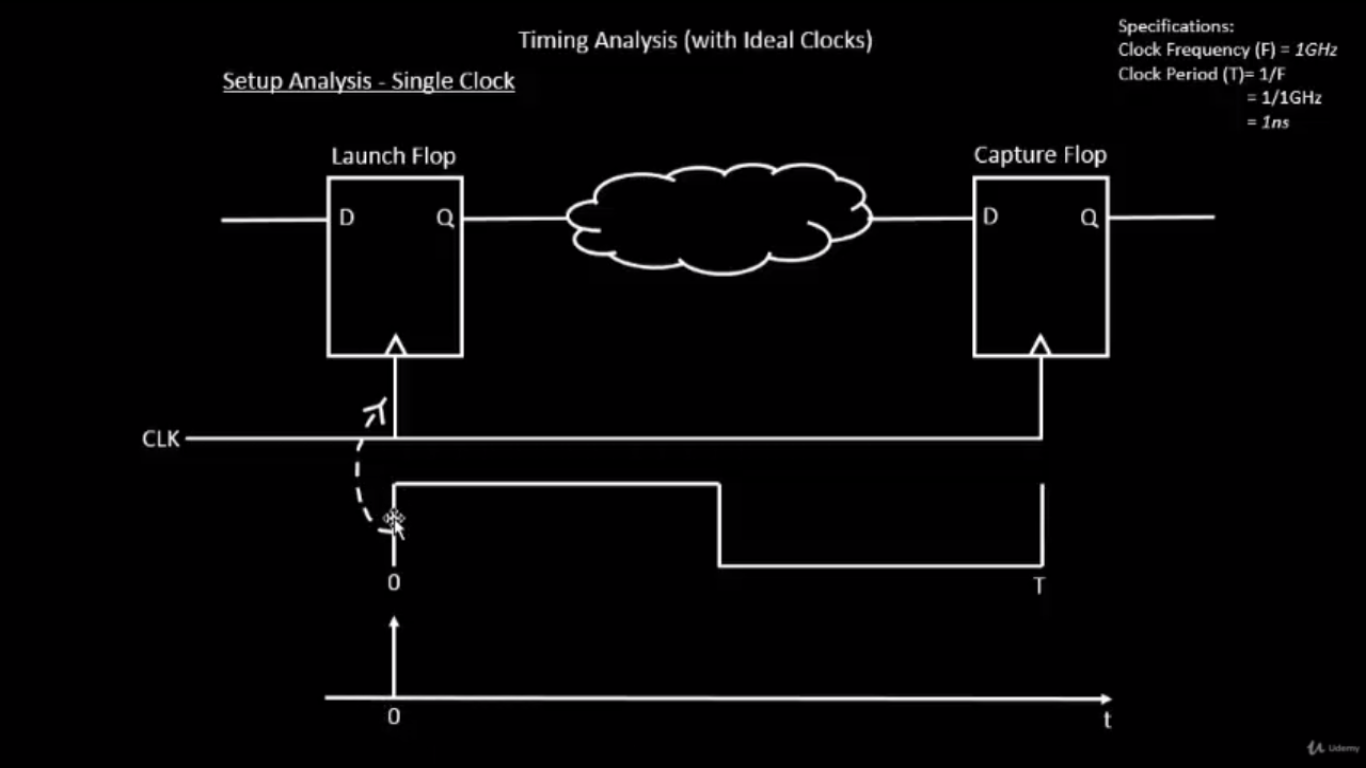 Timing Analysis (with Ideal Clocks)
Specifications:
Clock Frequency (F) = 1GHz
Clock Period (T)= 1/F
= 1/1GHz
= 1ns
Setup Analysis - Single Clock
Launch Flop
Capture Flop
D
Q
D
Q
CLK
0
T
0
t
Udemy